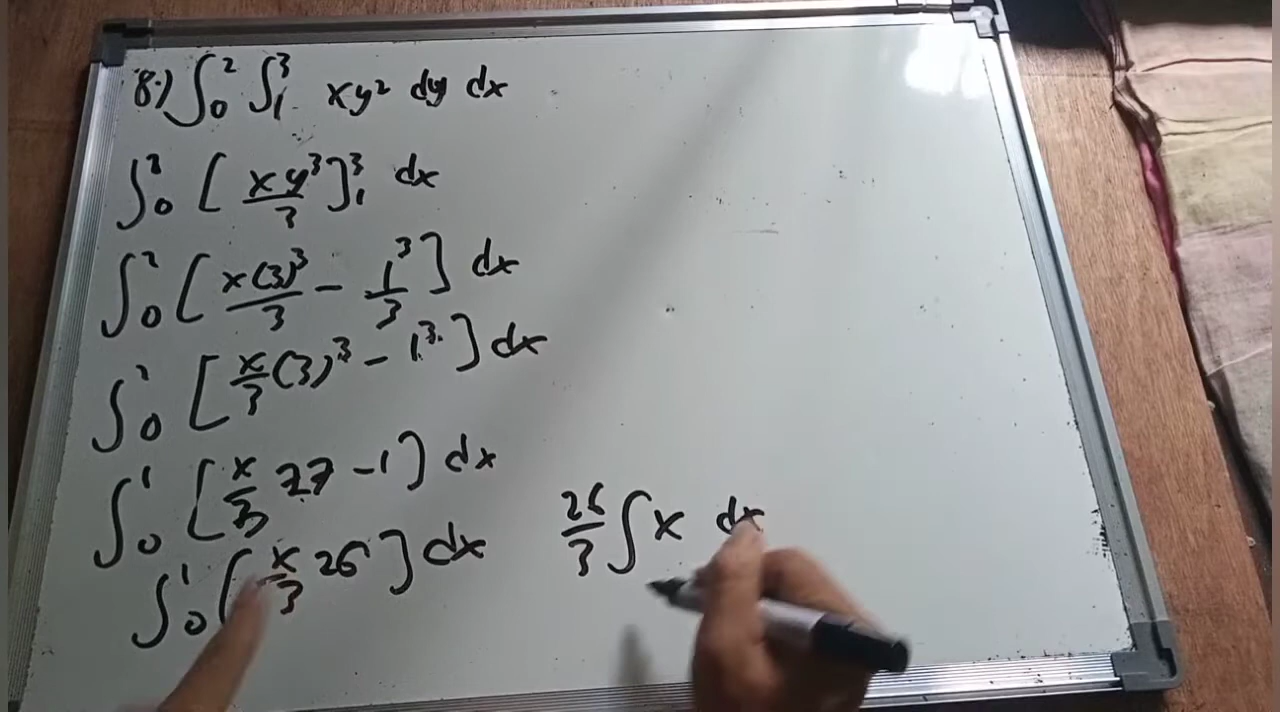 8.) ∫₀² ∫₁³ xy² dy dx
∫₀² [xy³/3]₁³ dx
∫₀² [x(3)³/3 - 1³/3] dx
∫₀² [x/3 (3)³ - 1³] dx
∫₀¹ [x/3 27 - 1] dx
∫₀¹ [x/3 26] dx
26/3 ∫ x dx